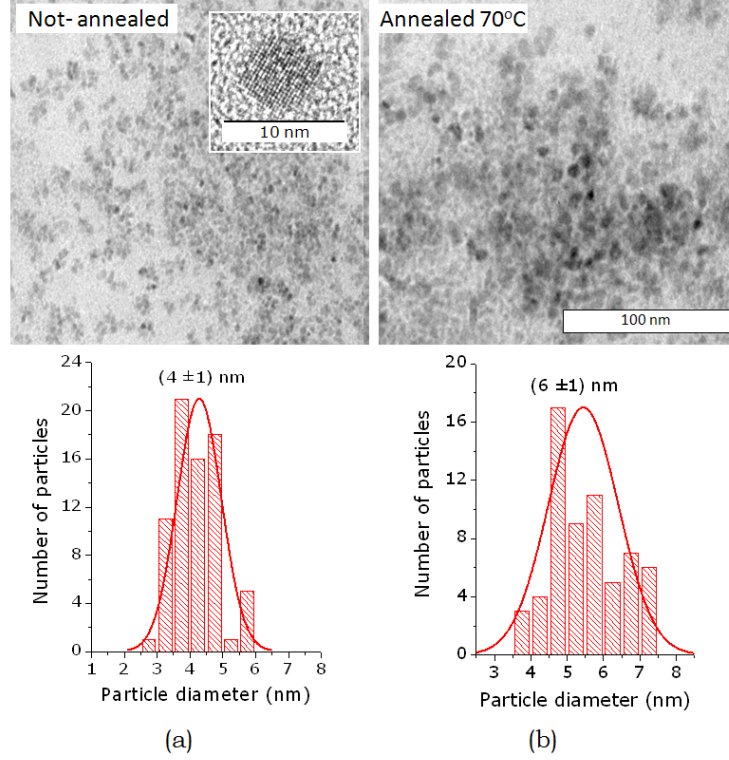 Not- annealed
10 nm
Annealed 70°C
100 nm
(4 ±1) nm
Number of particles
24
20
16
12
8
4
0
1 2 3 4 5 6 7 8
Particle diameter (nm)
(a)
(6 ±1) nm
Number of particles
20
16
12
8
4
0
3 4 5 6 7 8
Particle diameter (nm)
(b)